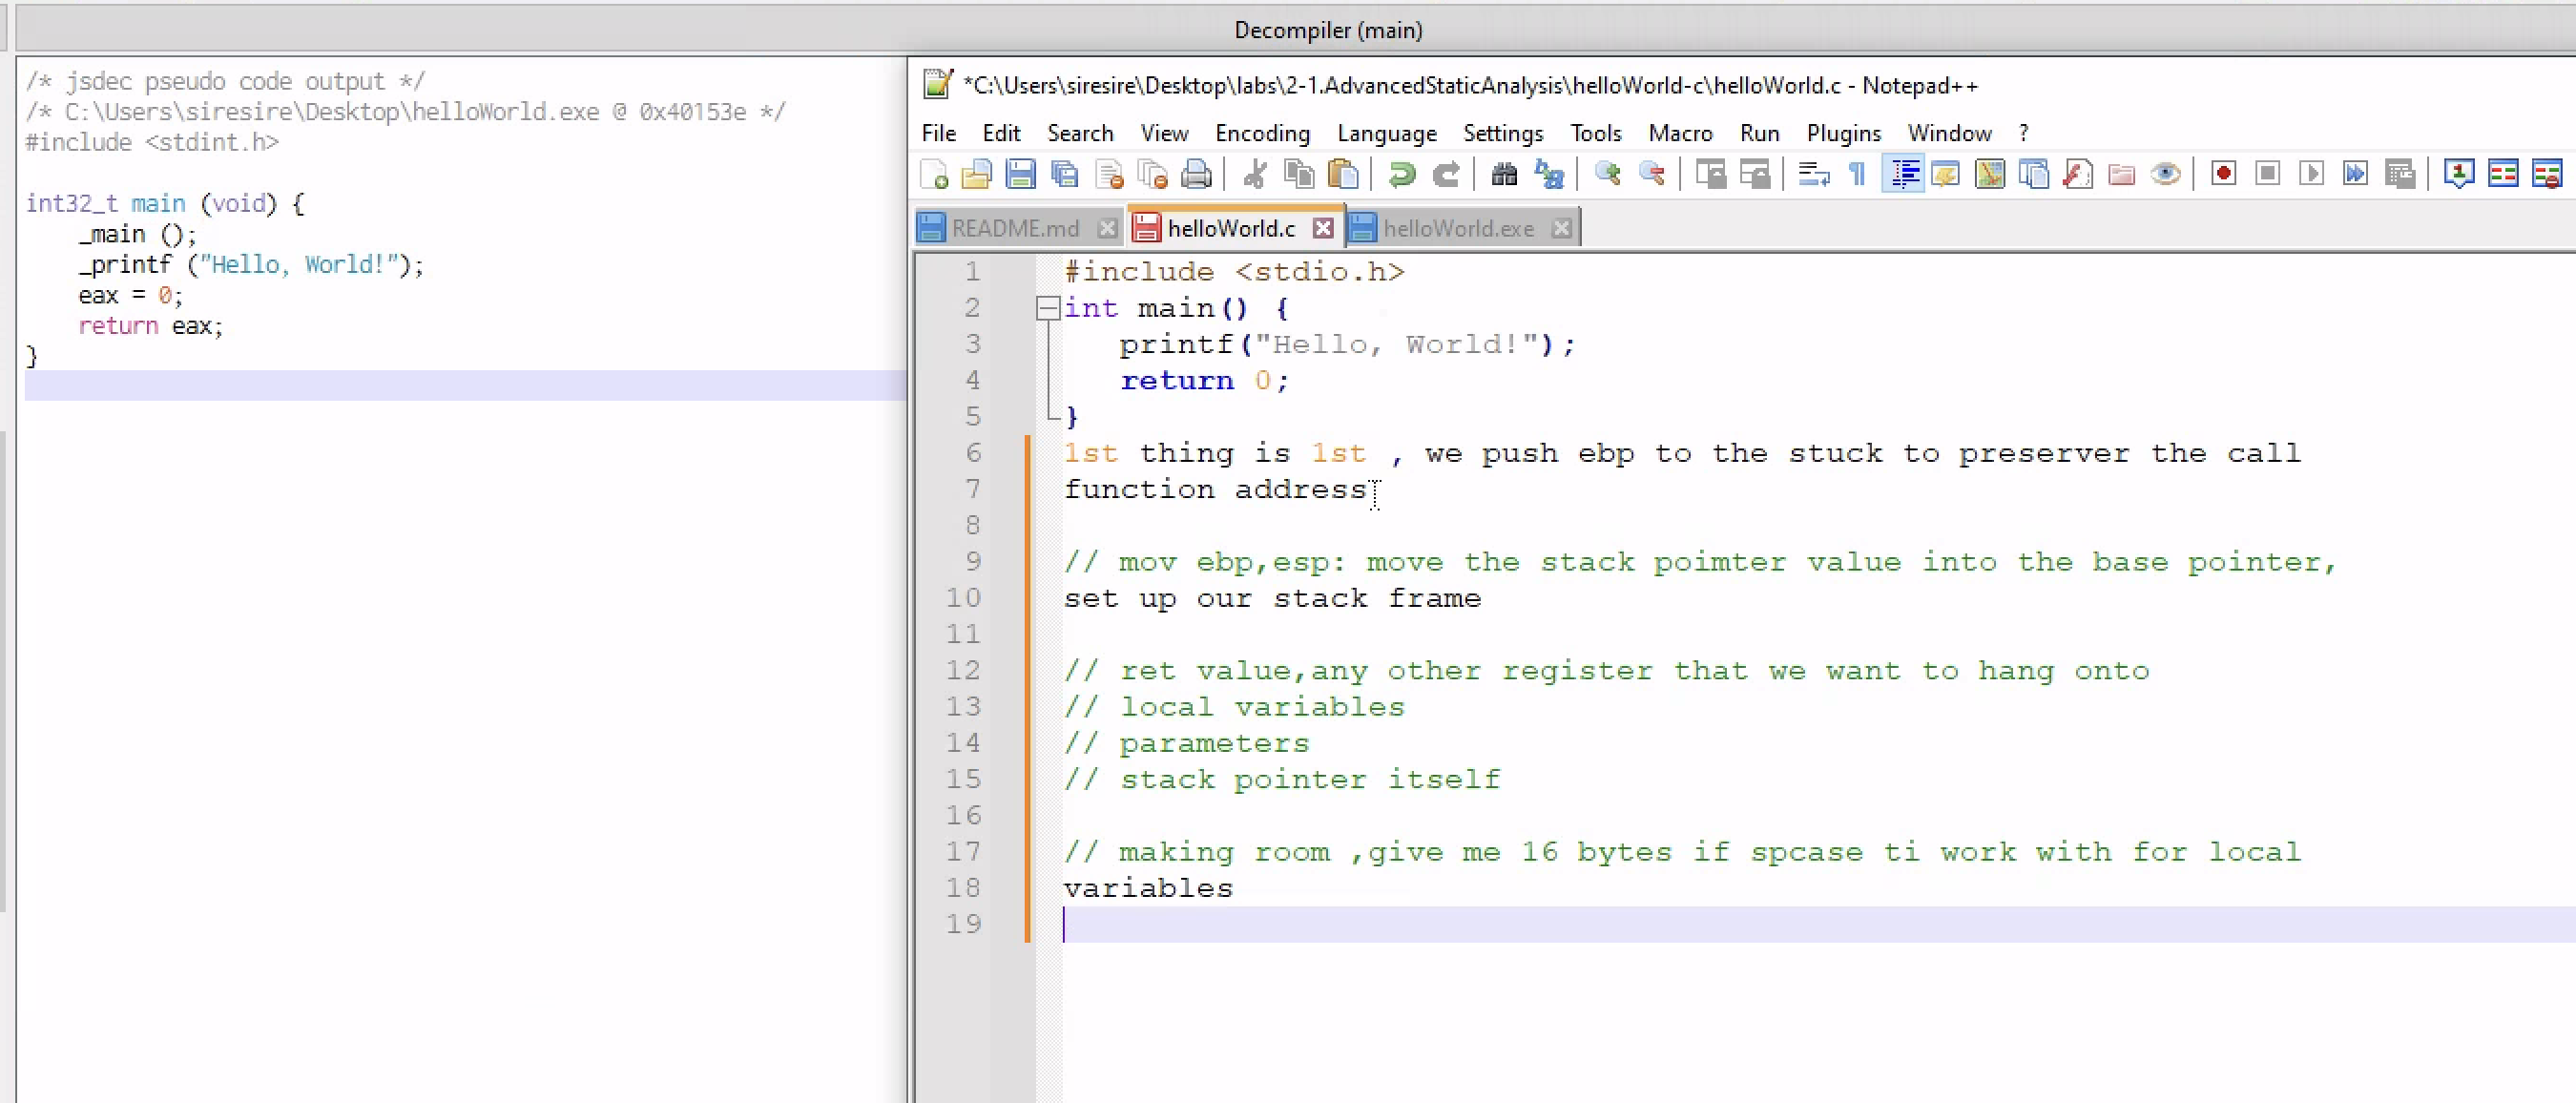 Decompiler (main)
/* jsdec pseudo code output */
/* C:\Users\siresire\Desktop\helloWorld.exe @ 0x40153e */
#include <stdint.h>
int32_t main (void) {
_main ();
_printf ("Hello, World!");
eax = 0;
return eax;
}
*C:\Users\siresire\Desktop\labs\2-1.AdvancedStaticAnalysis\helloWorld-c\helloWorld.c - Notepad++
File Edit Search View Encoding Language Settings Tools Macro Run Plugins Window ?
README.md helloWorld.c helloWorld.exe
1 #include <stdio.h>
2 int main() {
3 printf("Hello, World!");
4 return 0;
5 }
6 1st thing is 1st , we push ebp to the stuck to preserver the call
7 function address
8
9 // mov ebp,esp: move the stack poimter value into the base pointer,
10 set up our stack frame
11
12 // ret value,any other register that we want to hang onto
13 // local variables
14 // parameters
15 // stack pointer itself
16
17 // making room ,give me 16 bytes if spcase ti work with for local
18 variables
19